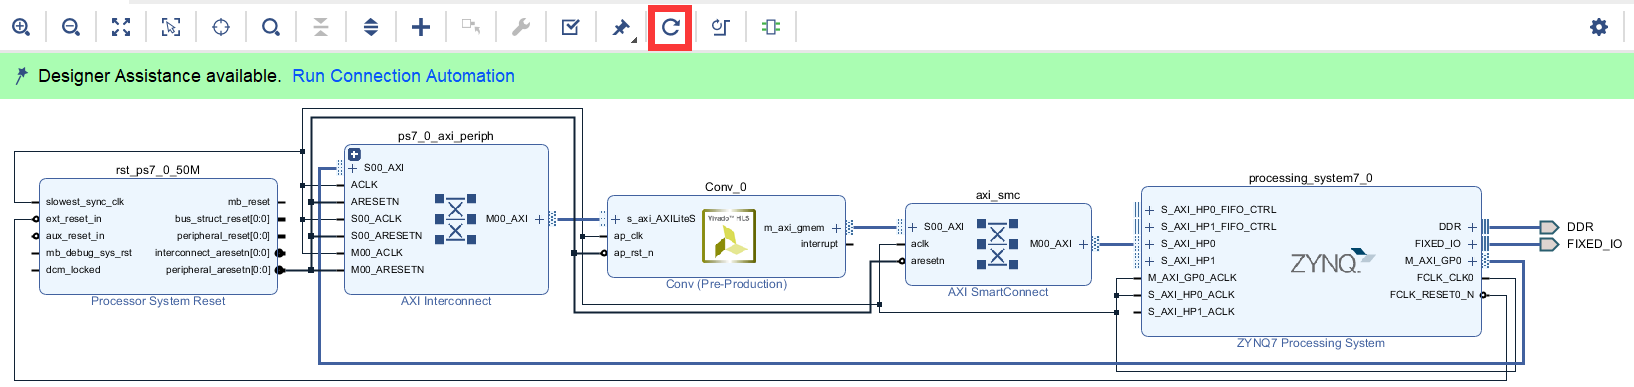 Designer Assistance available. Run Connection Automation
rst_ps7_0_50M
slowest_sync_clk
ext_reset_in
aux_reset_in
mb_debug_sys_rst
dcm_locked
mb_reset
bus_struct_reset[0:0]
peripheral_reset[0:0]
interconnect_aresetn[0:0]
peripheral_aresetn[0:0]
Processor System Reset
ps7_0_axi_periph
S00_AXI
ACLK
ARESETN
S00_ACLK
S00_ARESETN
M00_ACLK
M00_ARESETN
M00_AXI
AXI Interconnect
Conv_0
s_axi_AXILiteS
ap_clk
ap_rst_n
Vivado™ HLS
m_axi_gmem
interrupt
Conv (Pre-Production)
axi_smc
S00_AXI
aclk
aresetn
M00_AXI
AXI SmartConnect
processing_system7_0
S_AXI_HP0_FIFO_CTRL
S_AXI_HP1_FIFO_CTRL
S_AXI_HP0
S_AXI_HP1
M_AXI_GP0_ACLK
S_AXI_HP0_ACLK
S_AXI_HP1_ACLK
ZYNQ
DDR
FIXED_IO
M_AXI_GP0
FCLK_CLK0
FCLK_RESET0_N
ZYNQ7 Processing System
DDR
FIXED_IO